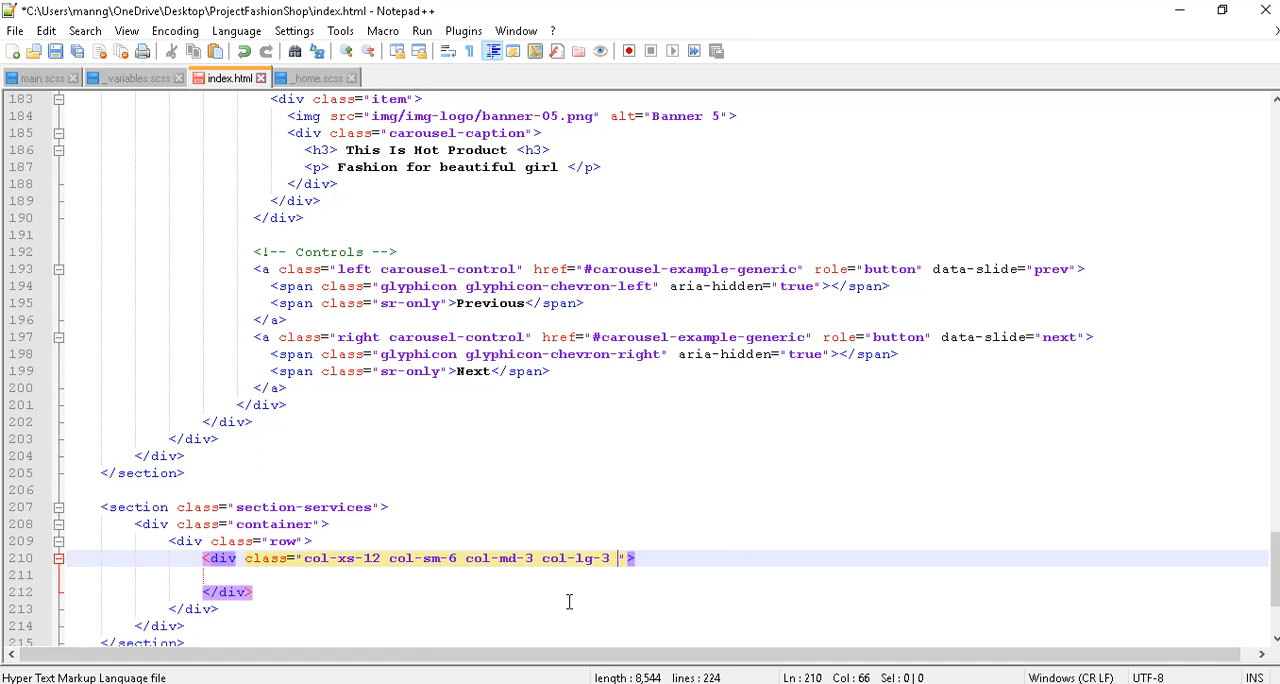 *C:\Users\manng\OneDrive\Desktop\ProjectFashionShop\index.html - Notepad++
File Edit Search View Encoding Language Settings Tools Macro Run Plugins Window ?
main.scss _variables.scss index.html _home.scss
183 <div class="item">
184 <img src="img/img-logo/banner-05.png" alt="Banner 5">
185 <div class="carousel-caption">
186 <h3> This Is Hot Product <h3>
187 <p> Fashion for beautiful girl </p>
188 </div>
189 </div>
190 </div>
191
192 <!-- Controls -->
193 <a class="left carousel-control" href="#carousel-example-generic" role="button" data-slide="prev">
194 <span class="glyphicon glyphicon-chevron-left" aria-hidden="true"></span>
195 <span class="sr-only">Previous</span>
196 </a>
197 <a class="right carousel-control" href="#carousel-example-generic" role="button" data-slide="next">
198 <span class="glyphicon glyphicon-chevron-right" aria-hidden="true"></span>
199 <span class="sr-only">Next</span>
200 </a>
201 </div>
202 </div>
203 </div>
204 </div>
205 </section>
206
207 <section class="section-services">
208 <div class="container">
209 <div class="row">
210 <div class="col-xs-12 col-sm-6 col-md-3 col-lg-3 ">
211
212 </div>
213 </div>
214 </div>
215 </section>
Hyper Text Markup Language file length : 8,544 lines : 224 Ln : 210 Col : 66 Sel : 0 | 0 Windows (CR LF) UTF-8 INS